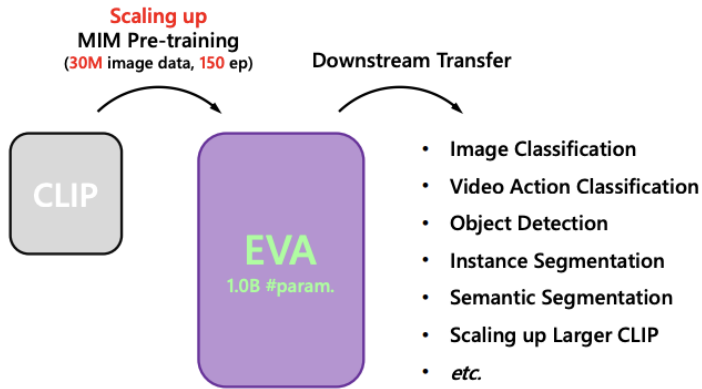 Scaling up
MIM Pre-training
(30M image data, 150 ep)
Downstream Transfer
CLIP
EVA
1.0B #param.
• Image Classification
• Video Action Classification
• Object Detection
• Instance Segmentation
• Semantic Segmentation
• Scaling up Larger CLIP
• etc.